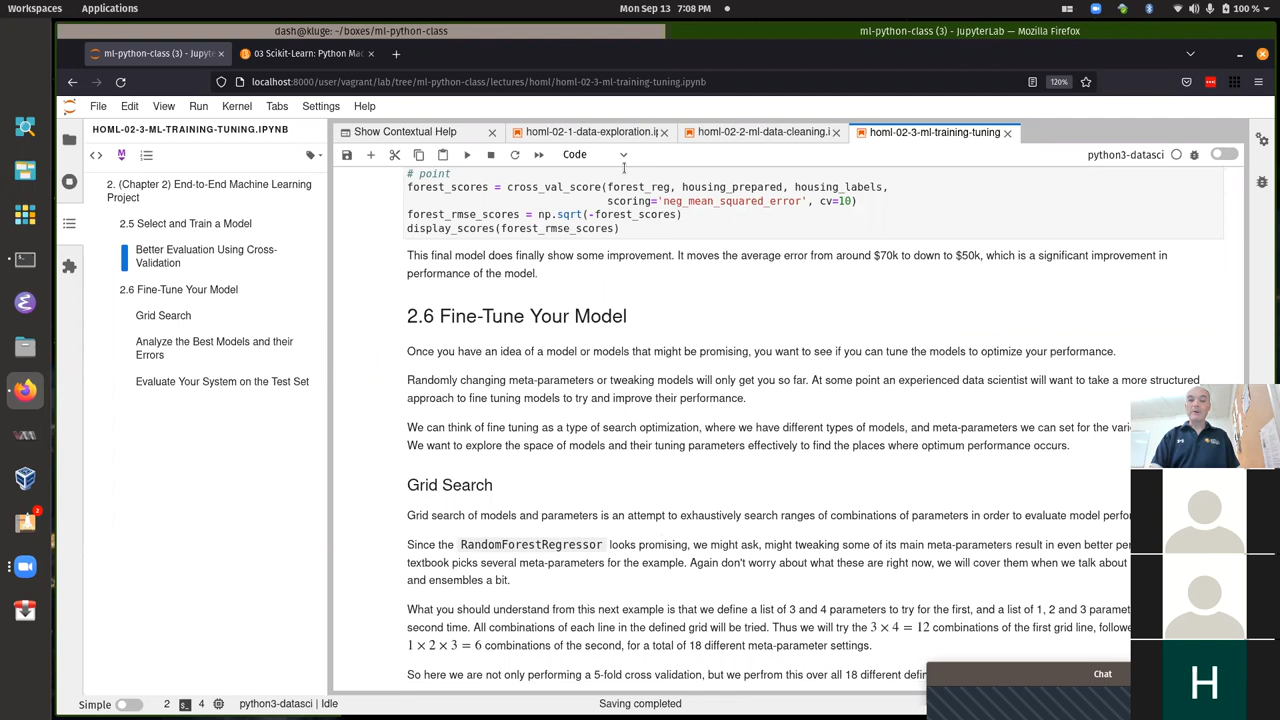 Workspaces Applications Mon Sep 13 7:08 PM 100 %
dash@kluge: ~/boxes/ml-python-class ml-python-class (3) - JupyterLab — Mozilla Firefox
ml-python-class (3) - Jupyte 03 Scikit-Learn: Python Mac
localhost:8000/user/vagrant/lab/tree/ml-python-class/lectures/homl/homl-02-3-ml-training-tuning.ipynb 120%
File Edit View Run Kernel Tabs Settings Help
HOML-02-3-ML-TRAINING-TUNING.IPYNB
2. (Chapter 2) End-to-End Machine Learning
Project
2.5 Select and Train a Model
Better Evaluation Using Cross-
Validation
2.6 Fine-Tune Your Model
Grid Search
Analyze the Best Models and their
Errors
Evaluate Your System on the Test Set
Show Contextual Help homl-02-1-data-exploration.i homl-02-2-ml-data-cleaning.i homl-02-3-ml-training-tuning
Code python3-datasci
# point
forest_scores = cross_val_score(forest_reg, housing_prepared, housing_labels,
scoring='neg_mean_squared_error', cv=10)
forest_rmse_scores = np.sqrt(-forest_scores)
display_scores(forest_rmse_scores)
This final model does finally show some improvement. It moves the average error from around $70k to down to $50k, which is a significant improvement in
performance of the model.
2.6 Fine-Tune Your Model
Once you have an idea of a model or models that might be promising, you want to see if you can tune the models to optimize your performance.
Randomly changing meta-parameters or tweaking models will only get you so far. At some point an experienced data scientist will want to take a more structured
approach to fine tuning models to try and improve their performance.
We can think of fine tuning as a type of search optimization, where we have different types of models, and meta-parameters we can set for the vari
We want to explore the space of models and their tuning parameters effectively to find the places where optimum performance occurs.
Grid Search
Grid search of models and parameters is an attempt to exhaustively search ranges of combinations of parameters in order to evaluate model perfor
Since the RandomForestRegressor looks promising, we might ask, might tweaking some of its main meta-parameters result in even better per
textbook picks several meta-parameters for the example. Again don't worry about what these are right now, we will cover them when we talk about
and ensembles a bit.
What you should understand from this next example is that we define a list of 3 and 4 parameters to try for the first, and a list of 1, 2 and 3 paramet
second time. All combinations of each line in the defined grid will be tried. Thus we will try the 3 × 4 = 12 combinations of the first grid line, followe
1 × 2 × 3 = 6 combinations of the second, for a total of 18 different meta-parameter settings.
So here we are not only performing a 5-fold cross validation, but we perfrom this over all 18 different defin
Chat
H
2
Simple 2 4 python3-datasci | Idle Saving completed